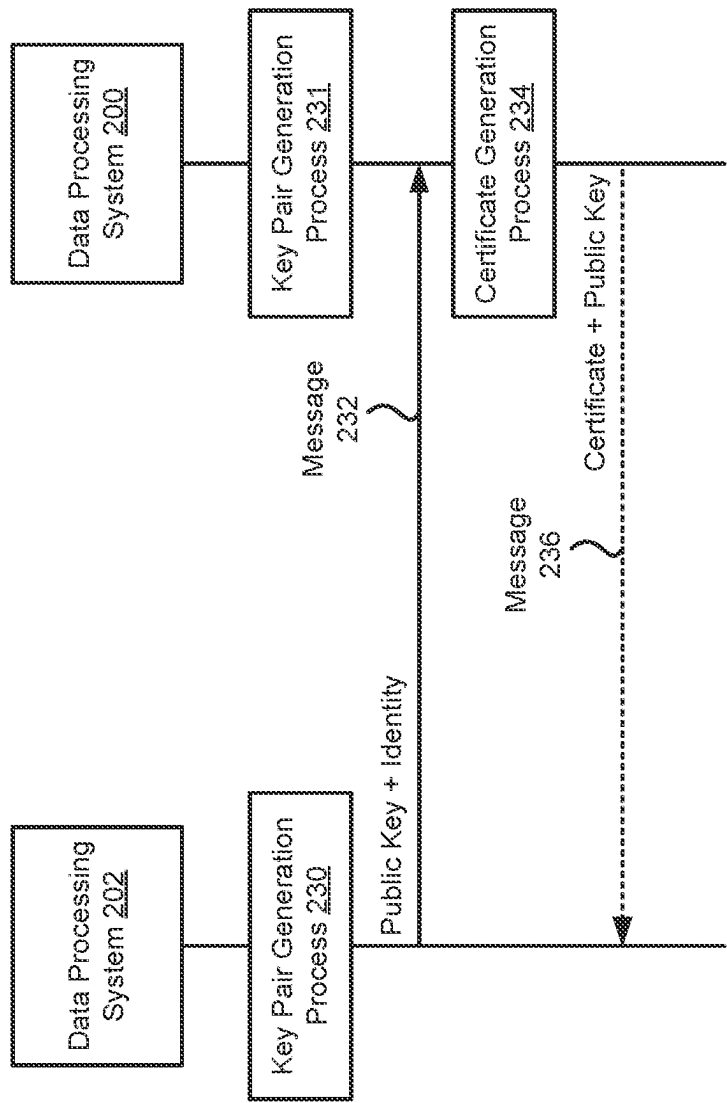 Data Processing
System 202
Data Processing
System 200
Key Pair Generation
Process 230
Key Pair Generation
Process 231
Message
232
Public Key + Identity
Certificate Generation
Process 234
Message
236
Certificate + Public Key